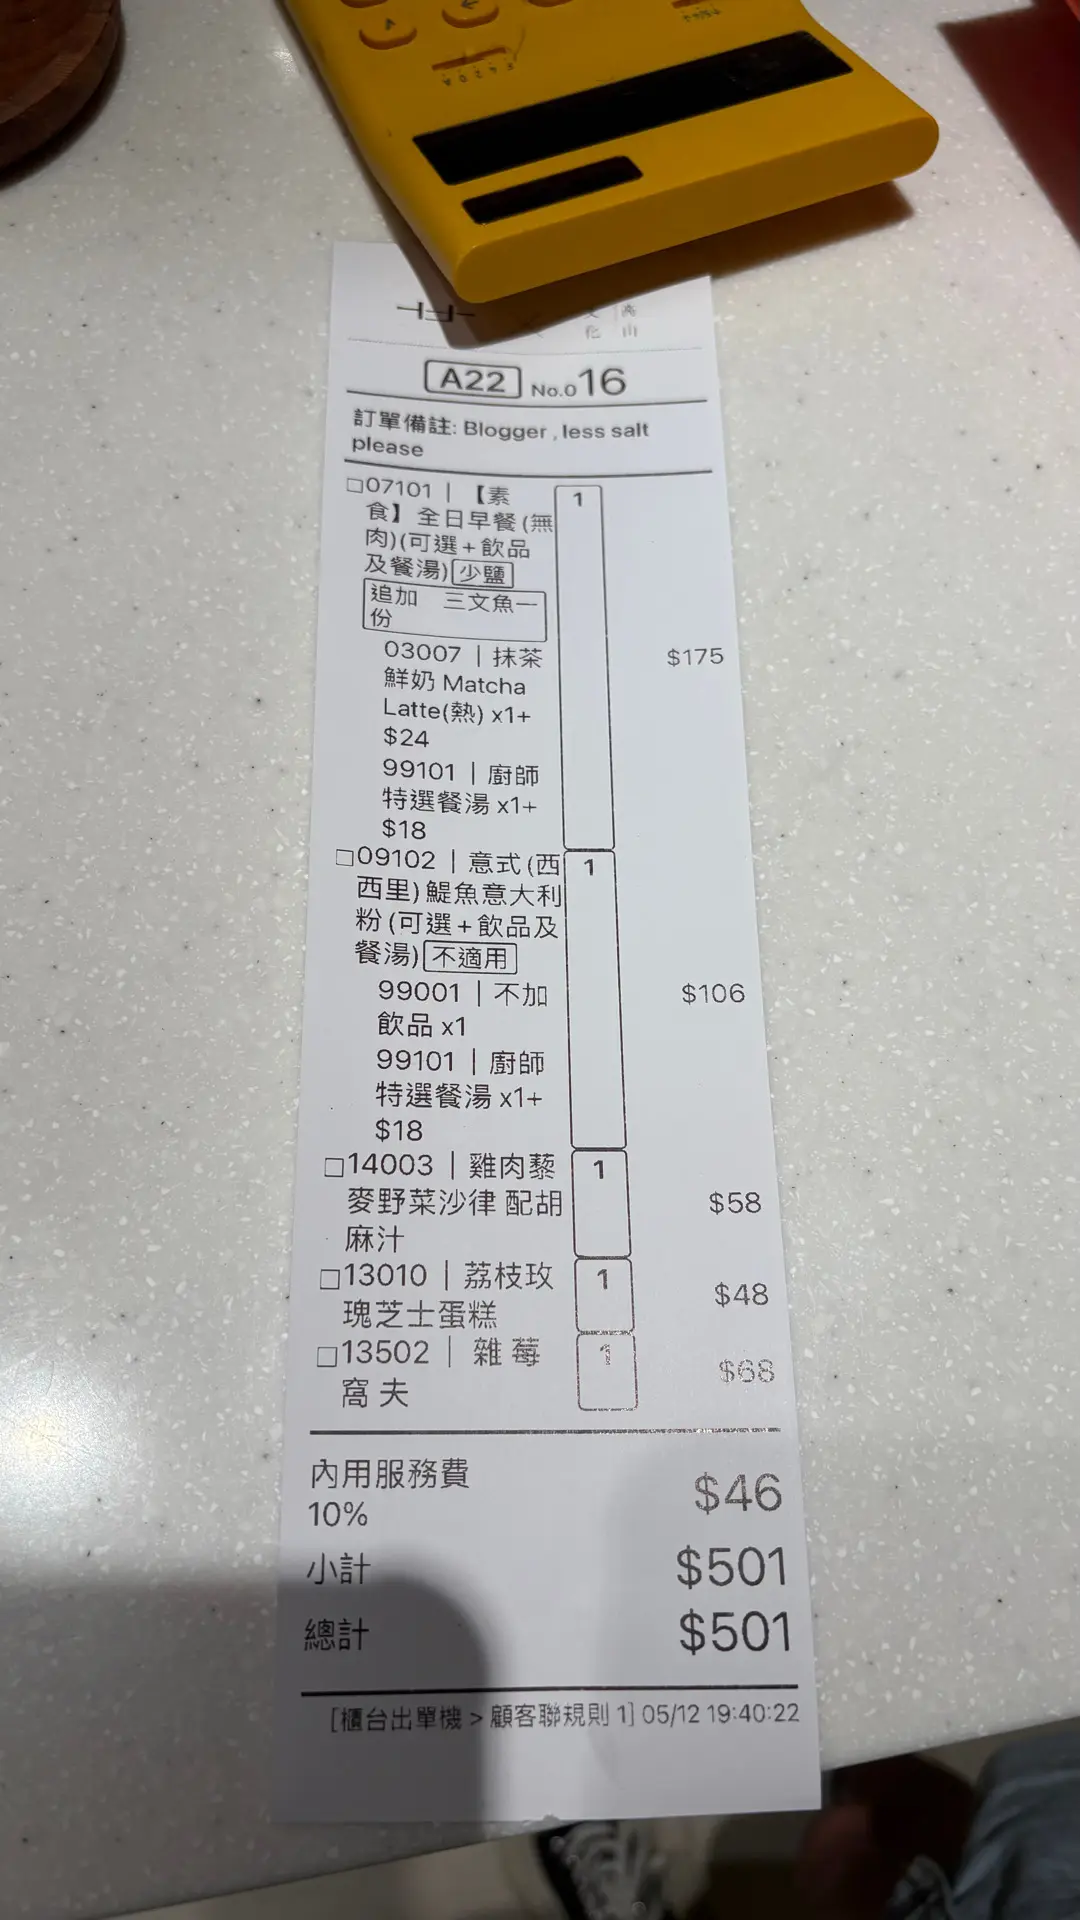 文 高
化 山
A22 No.016
訂單備註: Blogger , less salt
please
□07101 | 【素 1
食】 全日早餐 (無
肉)(可選+飲品
及餐湯) 少鹽
追加 三文魚一
份
03007 | 抹茶 $175
鮮奶 Matcha
Latte(熱) x1+
$24
99101 | 廚師
特選餐湯 x1+
$18
□09102 | 意式 (西 1
西里) 鯷魚意大利
粉 (可選+飲品及
餐湯) 不適用
99001 | 不加 $106
飲品 x1
99101 | 廚師
特選餐湯 x1+
$18
□14003 | 雞肉藜 1
麥野菜沙律 配胡 $58
麻汁
□13010 | 荔枝玫 1 $48
瑰芝士蛋糕
□13502 | 雜 莓 1 $68
窩 夫
內用服務費 $46
10%
小計 $501
總計 $501
[櫃台出單機 > 顧客聯規則 1] 05/12 19:40:22